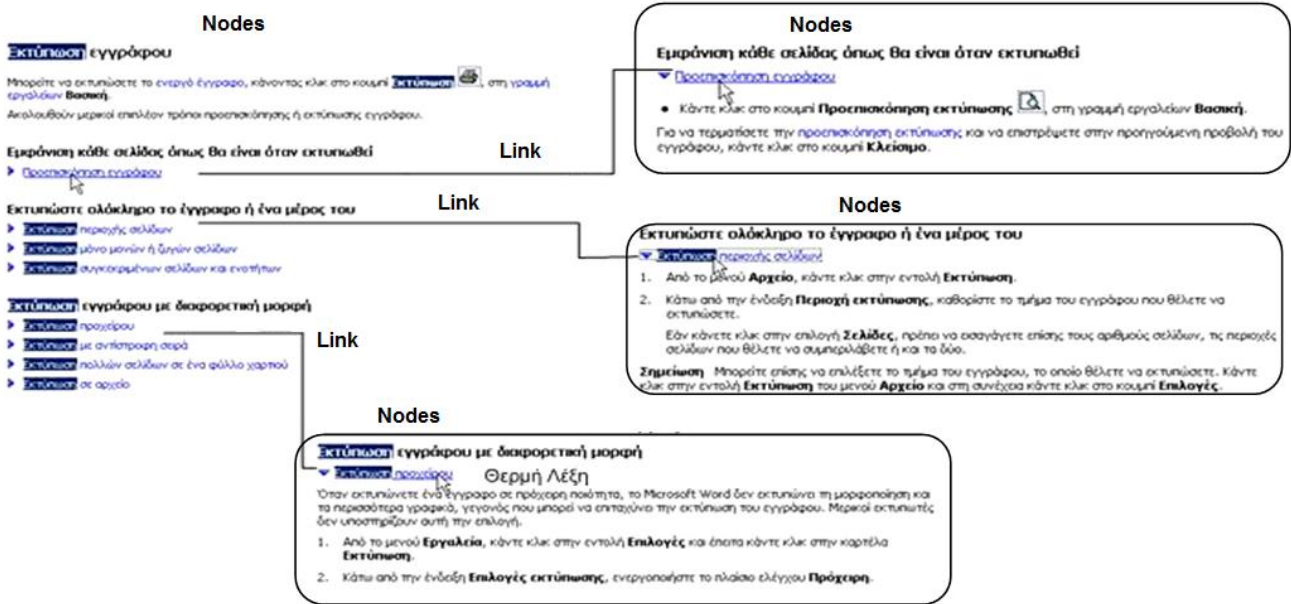 Nodes
Εκτύπωση εγγράφου
Μπορείτε να εκτυπώσετε το ενεργό έγγραφο, κάνοντας κλικ στο κουμπί Εκτύπωση , στη γραμμή
εργαλείων Βασική.
Ακολουθούν μερικοί επιπλέον τρόποι προεπισκόπησης ή εκτύπωσης εγγράφου.
Εμφάνιση κάθε σελίδας όπως θα είναι όταν εκτυπωθεί
Προεπισκόπηση εγγράφου
Link
Εκτυπώστε ολόκληρο το έγγραφο ή ένα μέρος του
Link
Εκτύπωση περιοχής σελίδων
Εκτύπωση μόνο μονών ή ζυγών σελίδων
Εκτύπωση συγκεκριμένων σελίδων και ενοτήτων
Εκτύπωση εγγράφου με διαφορετική μορφή
Εκτύπωση προχείρου
Link
Εκτύπωση με αντίστροφη σειρά
Εκτύπωση πολλών σελίδων σε ένα φύλλο χαρτιού
Εκτύπωση σε αρχείο
Nodes
Εμφάνιση κάθε σελίδας όπως θα είναι όταν εκτυπωθεί
Προεπισκόπηση εγγράφου
• Κάντε κλικ στο κουμπί Προεπισκόπηση εκτύπωσης , στη γραμμή εργαλείων Βασική.
Για να τερματίσετε την προεπισκόπηση εκτύπωσης και να επιστρέψετε στην προηγούμενη προβολή του
εγγράφου, κάντε κλικ στο κουμπί Κλείσιμο.
Nodes
Εκτυπώστε ολόκληρο το έγγραφο ή ένα μέρος του
Εκτύπωση περιοχής σελίδων
1. Από το μενού Αρχείο, κάντε κλικ στην εντολή Εκτύπωση.
2. Κάτω από την ένδειξη Περιοχή εκτύπωσης, καθορίστε το τμήμα του εγγράφου που θέλετε να
εκτυπώσετε.
Εάν κάνετε κλικ στην επιλογή Σελίδες, πρέπει να εισαγάγετε επίσης τους αριθμούς σελίδων, τις περιοχές
σελίδων που θέλετε να συμπεριλάβετε ή και τα δύο.
Σημείωση Μπορείτε επίσης να επιλέξετε το τμήμα του εγγράφου, το οποίο θέλετε να εκτυπώσετε. Κάντε
κλικ στην εντολή Εκτύπωση του μενού Αρχείο και στη συνέχεια κάντε κλικ στο κουμπί Επιλογές.
Nodes
Εκτύπωση εγγράφου με διαφορετική μορφή
Εκτύπωση προχείρου Θερμή Λέξη
Όταν εκτυπώνετε ένα έγγραφο σε πρόχειρη ποιότητα, το Microsoft Word δεν εκτυπώνει τη μορφοποίηση και
τα περισσότερα γραφικά, γεγονός που μπορεί να επιταχύνει την εκτύπωση του εγγράφου. Μερικοί εκτυπωτές
δεν υποστηρίζουν αυτή την επιλογή.
1. Από το μενού Εργαλεία, κάντε κλικ στην εντολή Επιλογές και έπειτα κάντε κλικ στην καρτέλα
Εκτύπωση.
2. Κάτω από την ένδειξη Επιλογές εκτύπωσης, ενεργοποιήστε το πλαίσιο ελέγχου Πρόχειρη.